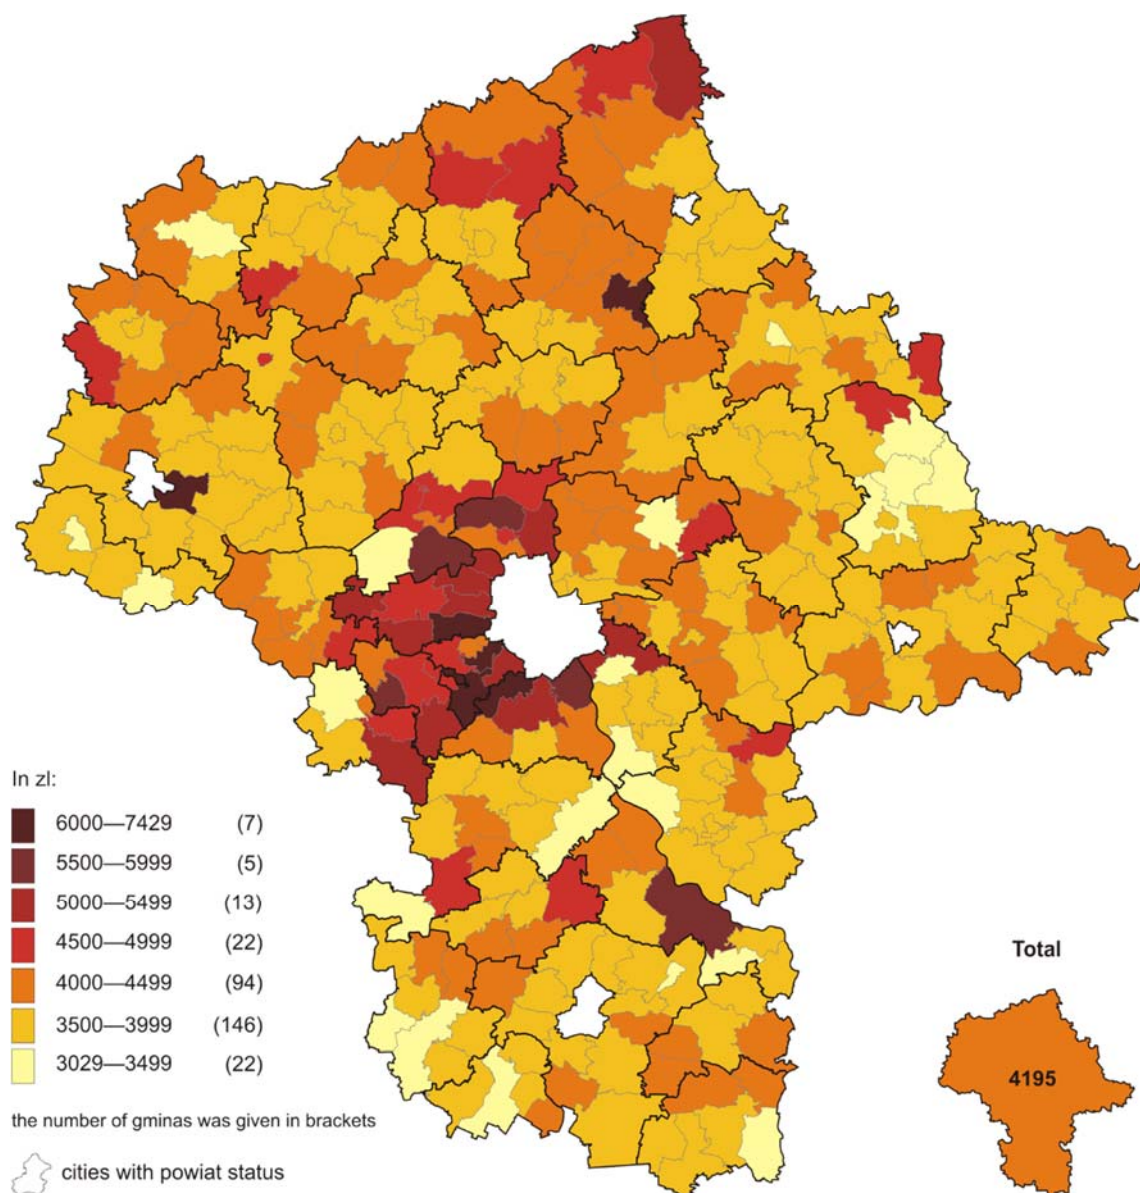 In zl:
6000—7429 (7)
5500—5999 (5)
5000—5499 (13)
4500—4999 (22)
4000—4499 (94)
3500—3999 (146)
3029—3499 (22)
the number of gminas was given in brackets
cities with powiat status
Total
4195